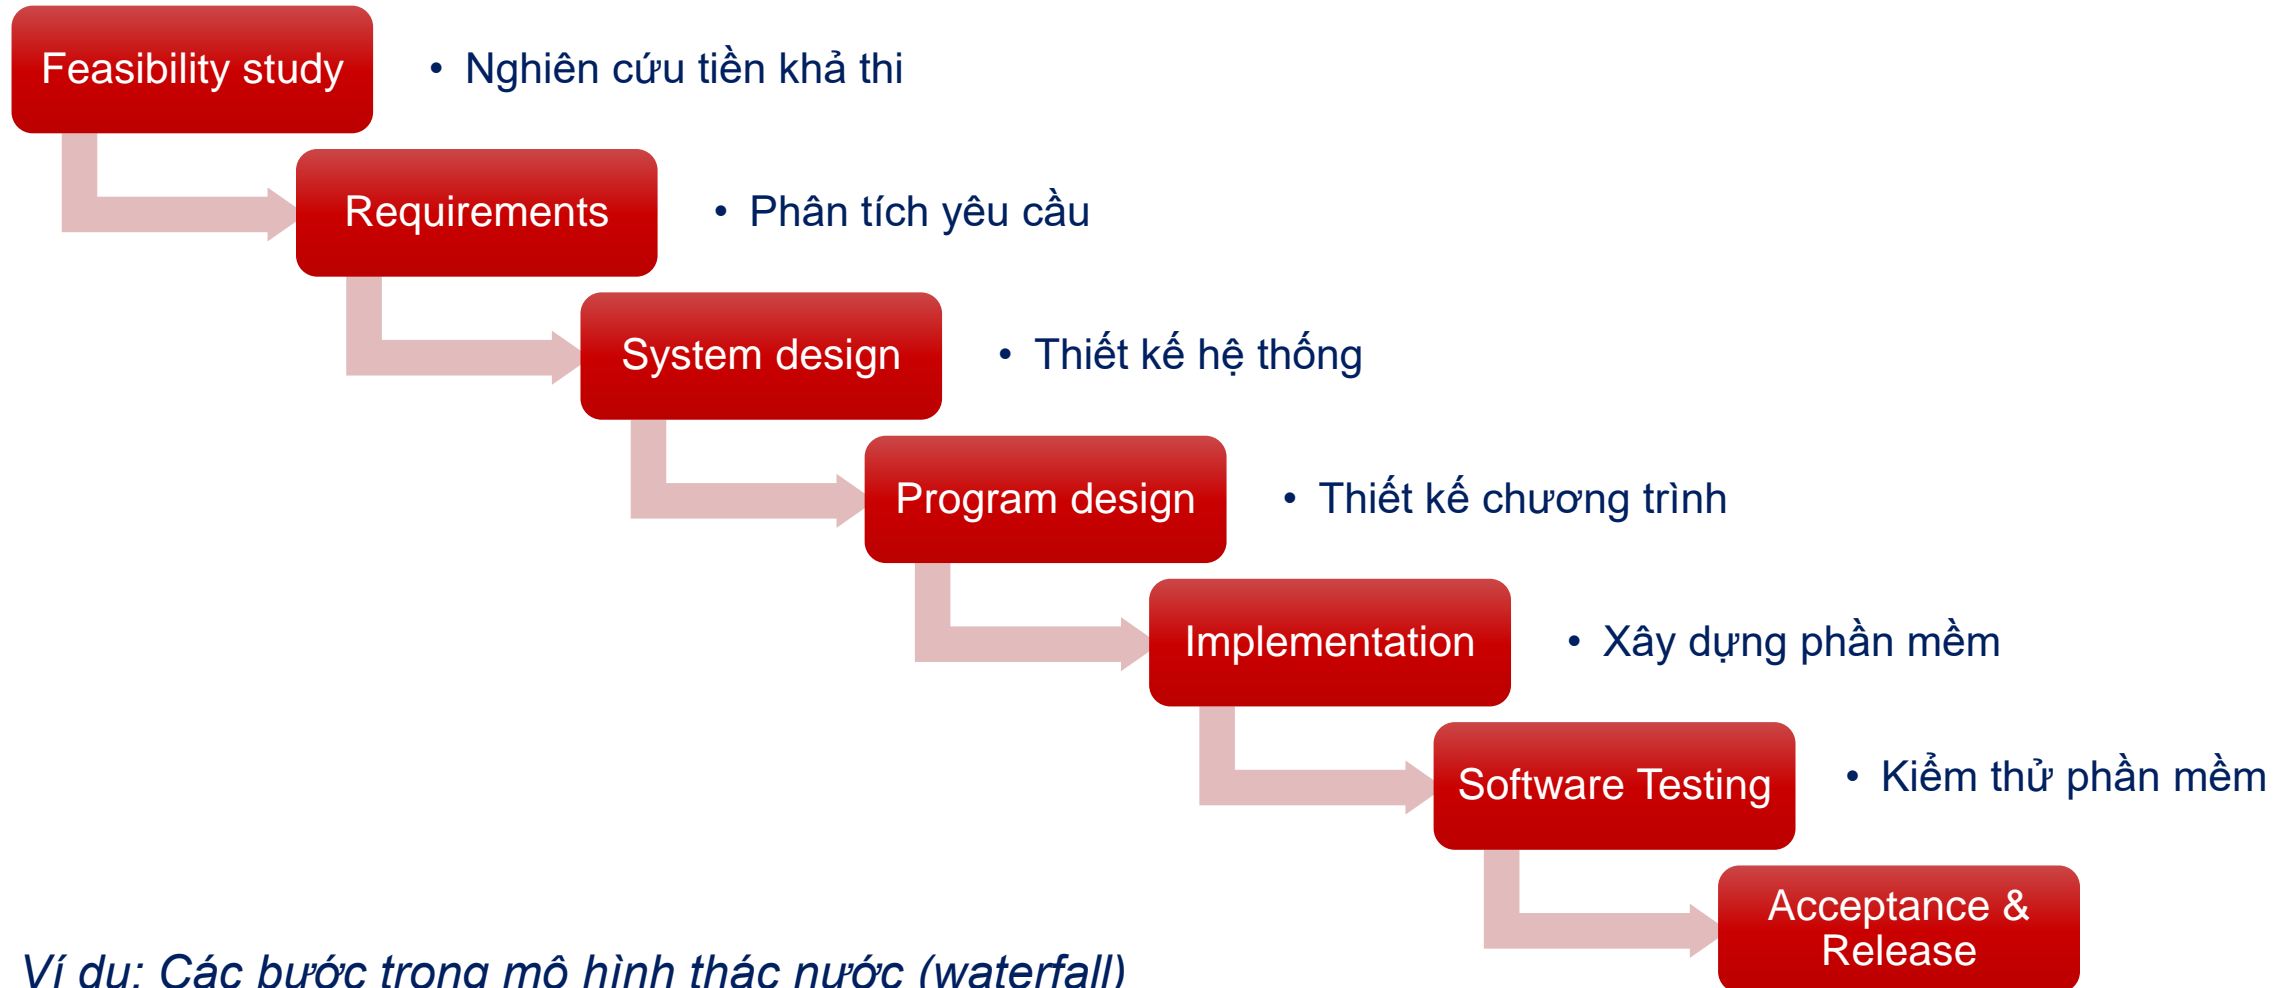 Feasibility study
• Nghiên cứu tiền khả thi
Requirements
• Phân tích yêu cầu
System design
• Thiết kế hệ thống
Program design
• Thiết kế chương trình
Implementation
• Xây dựng phần mềm
Software Testing
• Kiểm thử phần mềm
Acceptance &
Release
Ví dụ: Các bước trong mô hình thác nước (waterfall)